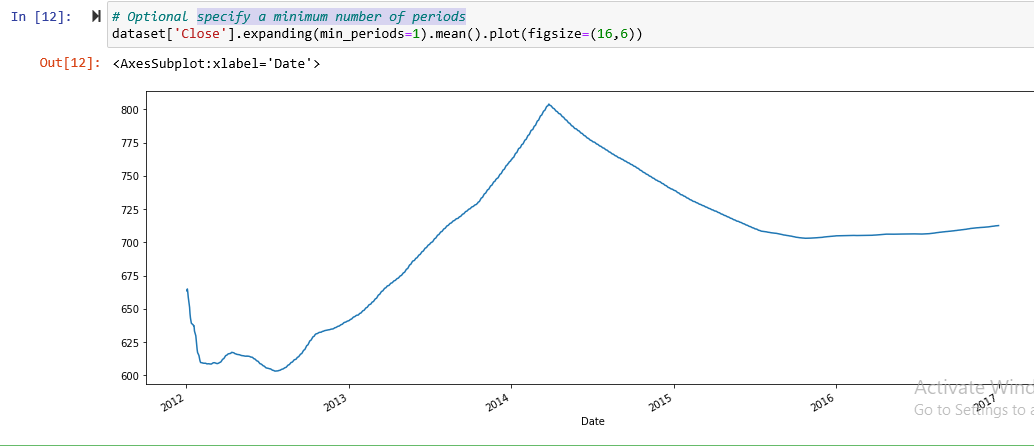 In [12]:
# Optional specify a minimum number of periods
dataset['Close'].expanding(min_periods=1).mean().plot(figsize=(16,6))
Out[12]: <AxesSubplot:xlabel='Date'>
800
775
750
725
700
675
650
625
600
2012
2013
2014
2015
2016
2017
Date
Activate Wind
Go to Settings to a